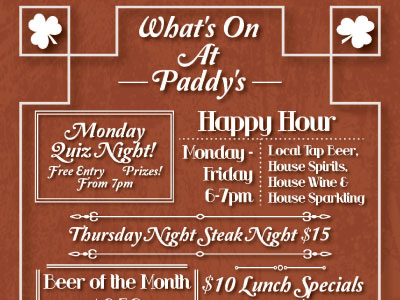 What's On
At
Paddy's
Monday
Quiz Night!
Free Entry Prizes!
From 7pm
Happy Hour
Monday -
Friday
6-7pm
Local Tap Beer,
House Spirits,
House Wine &
House Sparkling
Thursday Night Steak Night $15
Beer of the Month
$10 Lunch Specials